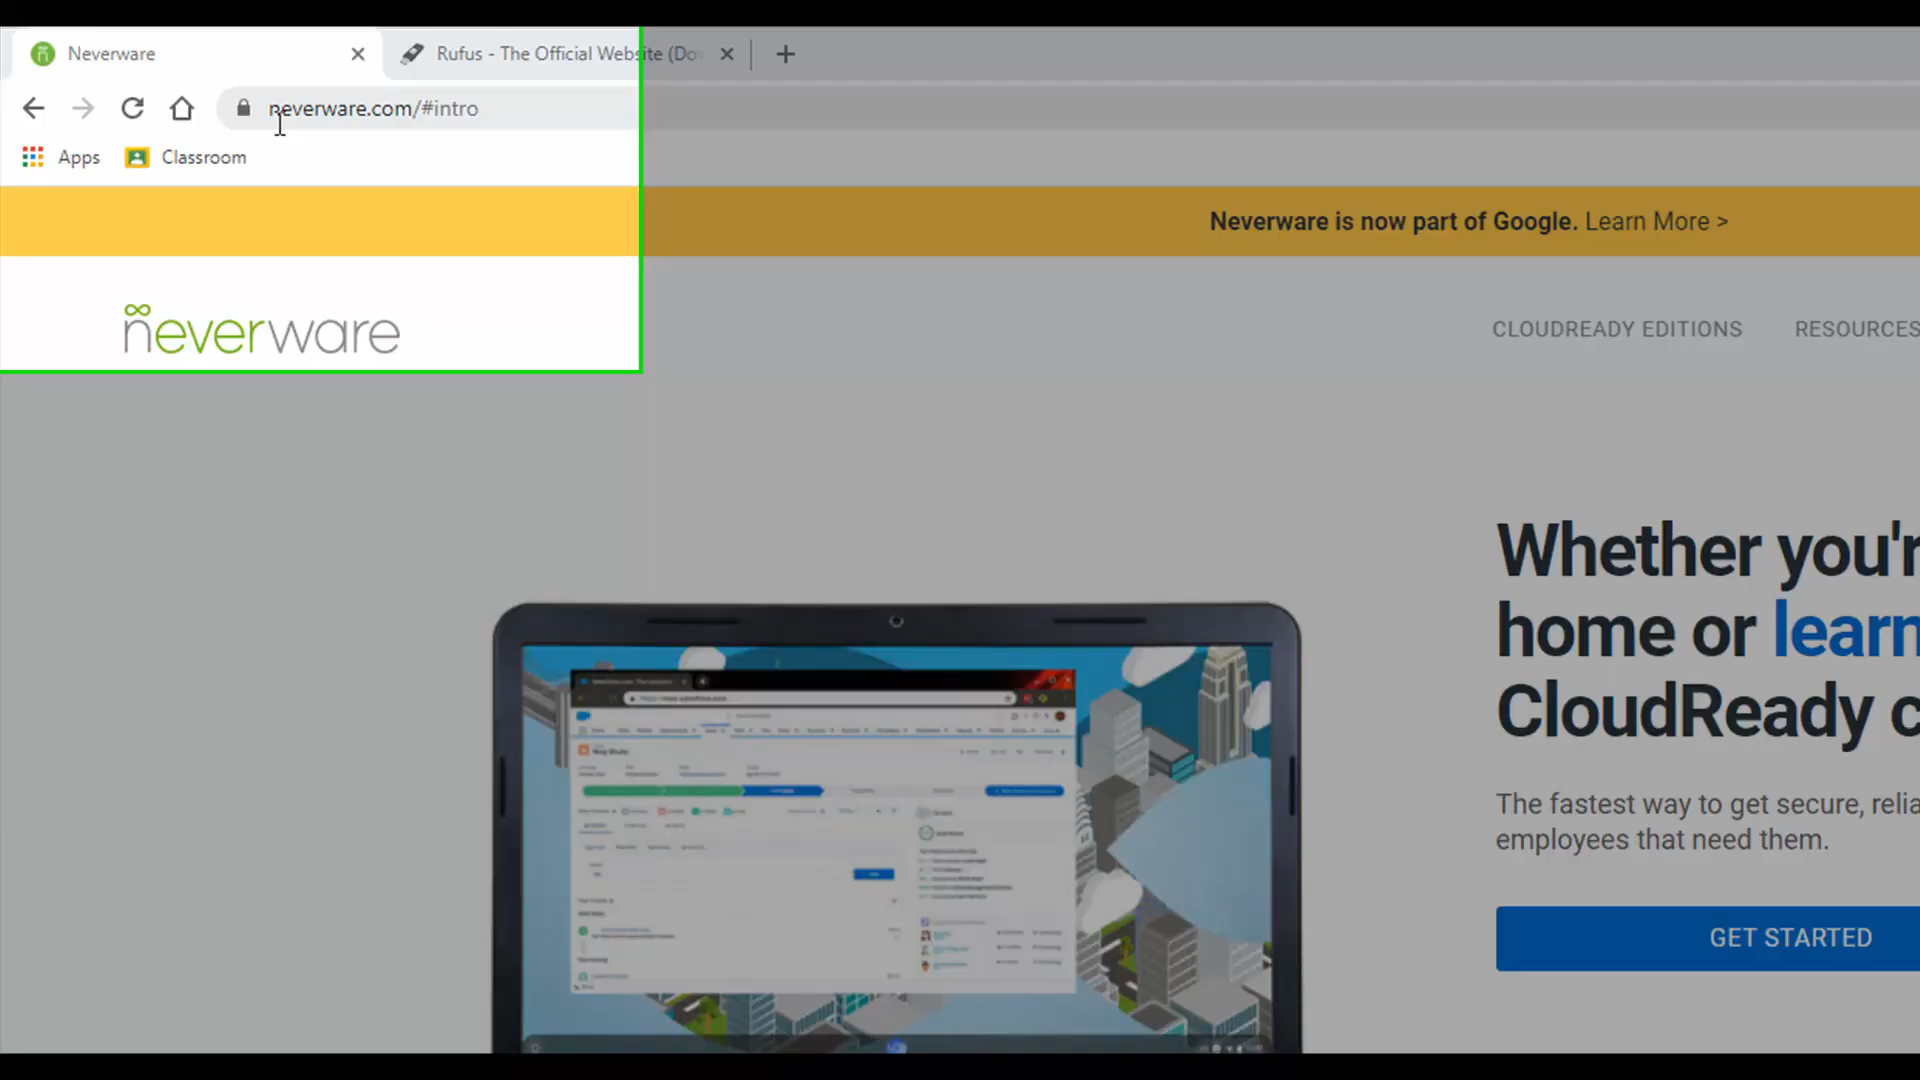 Neverware
Rufus - The Official Website (Dow
neverware.com/#intro
Apps
Classroom
Neverware is now part of Google. Learn More >
neverware
CLOUDREADY EDITIONS
RESOURCES
Whether you'r
home or learn
CloudReady c
The fastest way to get secure, relia
employees that need them.
GET STARTED